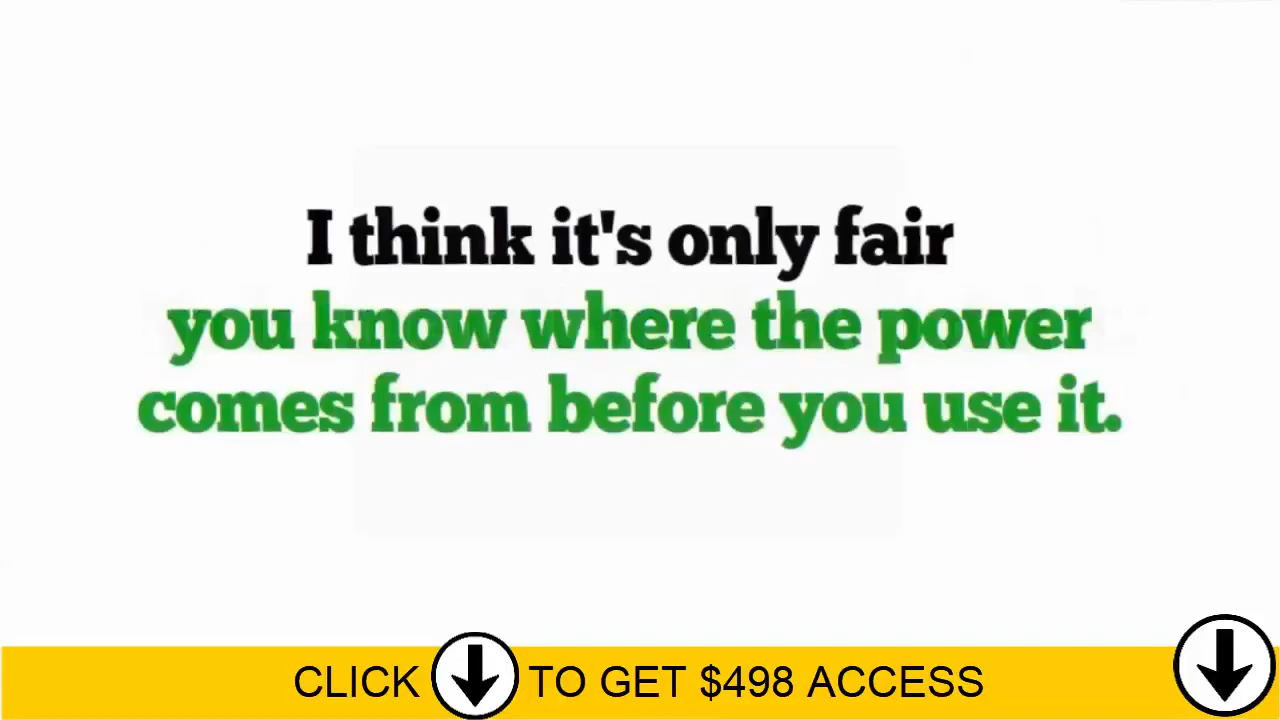 I think it's only fair
you know where the power
comes from before you use it.
CLICK TO GET $498 ACCESS